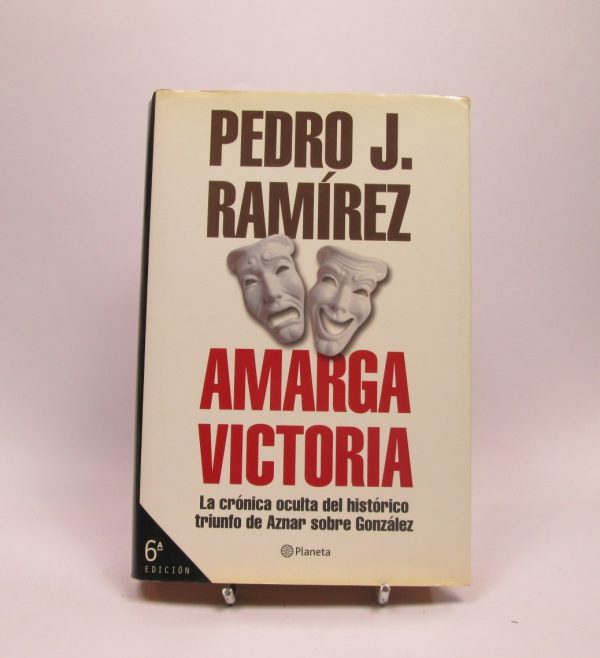 PEDRO J.
RAMÍREZ
AMARGA
VICTORIA
La crónica oculta del histórico
triunfo de Aznar sobre González
Planeta
6ª
EDICIÓN